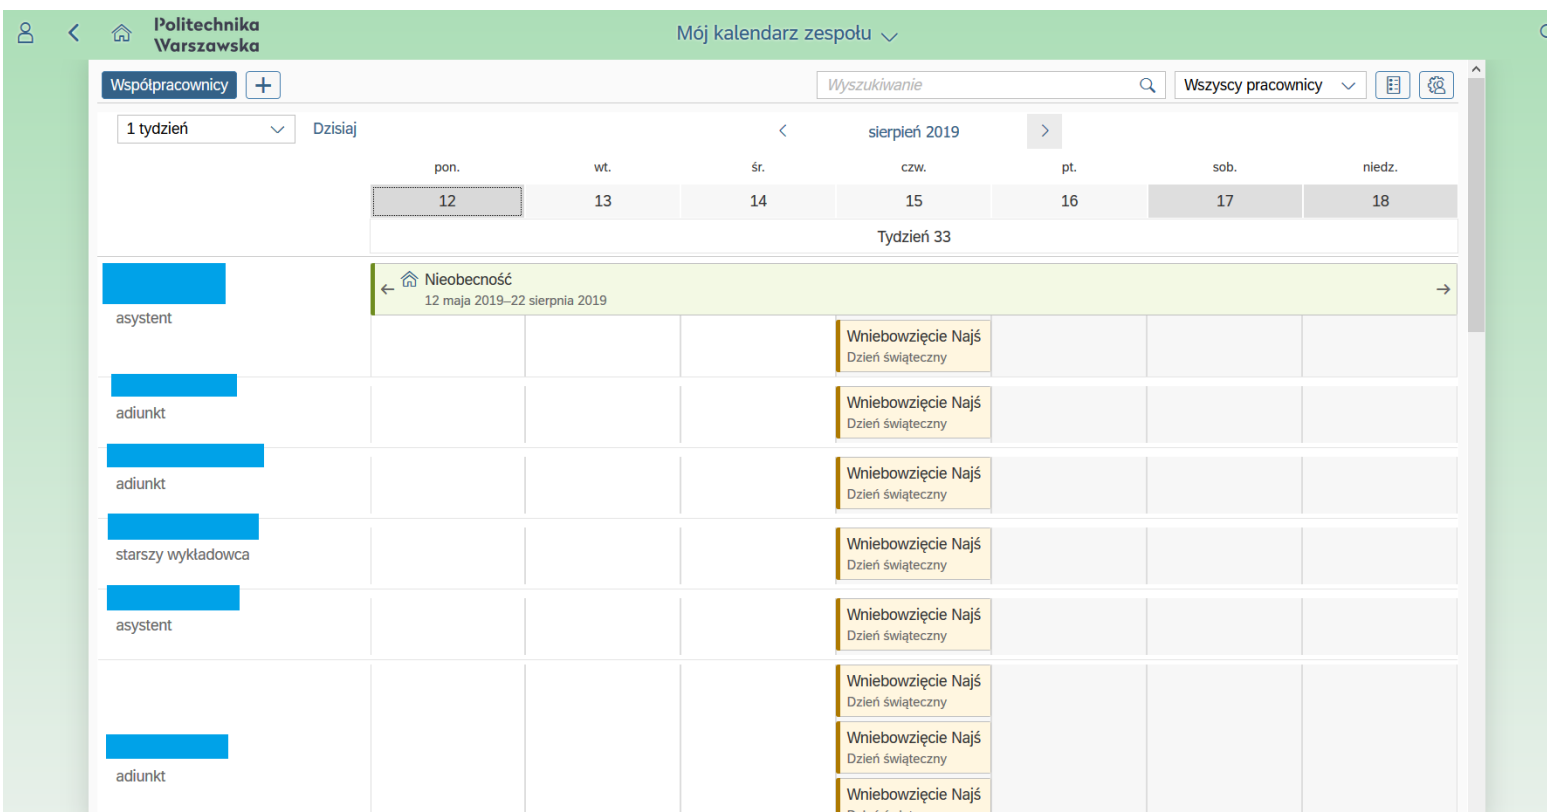 Politechnika
Warszawska
Mój kalendarz zespołu
Współpracownicy
Wyszukiwanie
Wszyscy pracownicy
1 tydzień
Dzisiaj
sierpień 2019
pon. wt. śr. czw. pt. sob. niedz.
12 13 14 15 16 17 18
Tydzień 33
Nieobecność
12 maja 2019–22 sierpnia 2019
asystent
Wniebowzięcie Najś
Dzień świąteczny
adiunkt
Wniebowzięcie Najś
Dzień świąteczny
adiunkt
Wniebowzięcie Najś
Dzień świąteczny
starszy wykładowca
Wniebowzięcie Najś
Dzień świąteczny
asystent
Wniebowzięcie Najś
Dzień świąteczny
Wniebowzięcie Najś
Dzień świąteczny
Wniebowzięcie Najś
Dzień świąteczny
adiunkt
Wniebowzięcie Najś